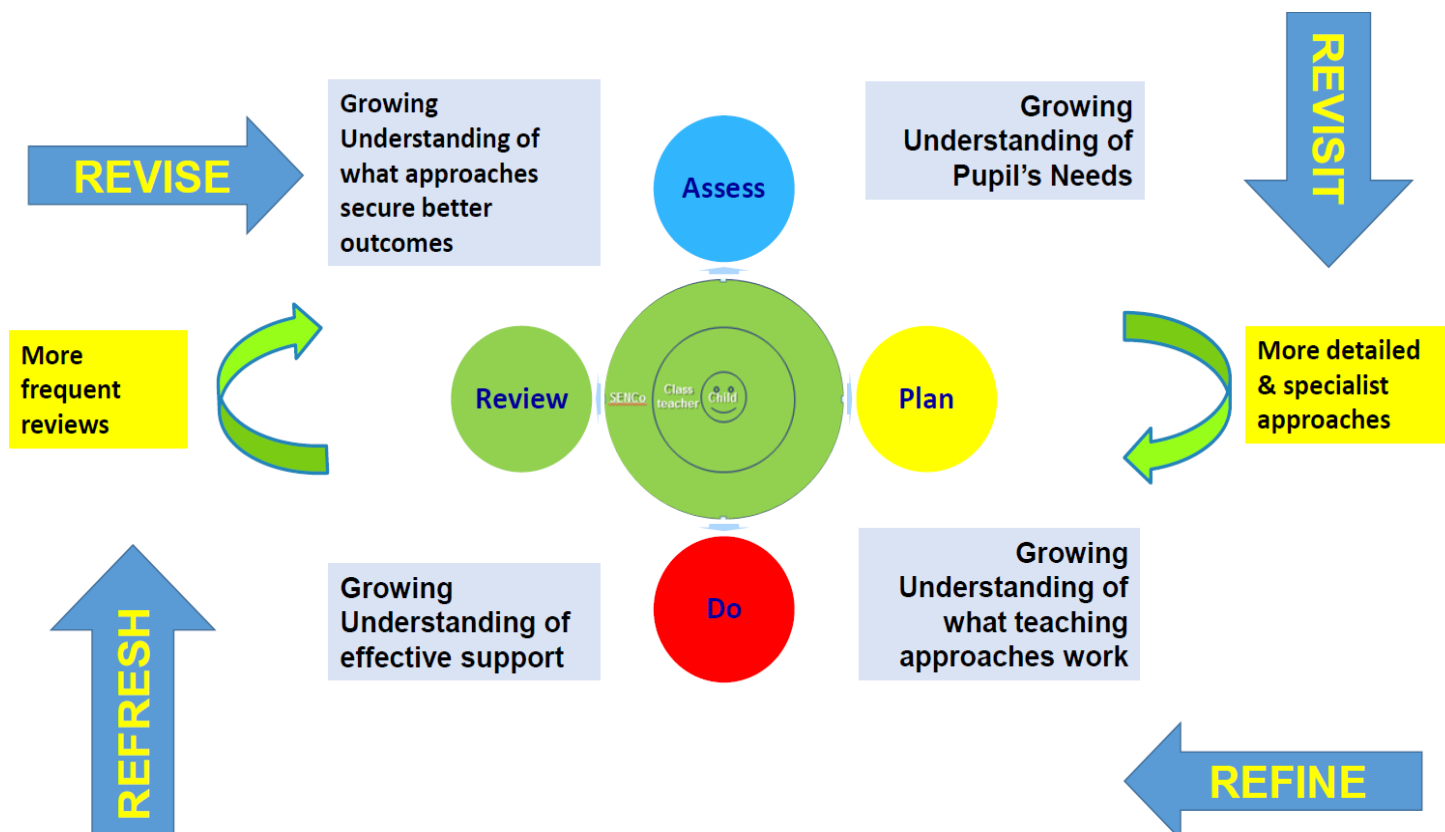 REVISE
Growing
Understanding of
what approaches
secure better
outcomes
Assess
Growing
Understanding of
Pupil’s Needs
REVISIT
More
frequent
reviews
Review
SENCo
Class
teacher
Child
Plan
More detailed
& specialist
approaches
REFRESH
Growing
Understanding of
effective support
Do
Growing
Understanding of
what teaching
approaches work
REFINE